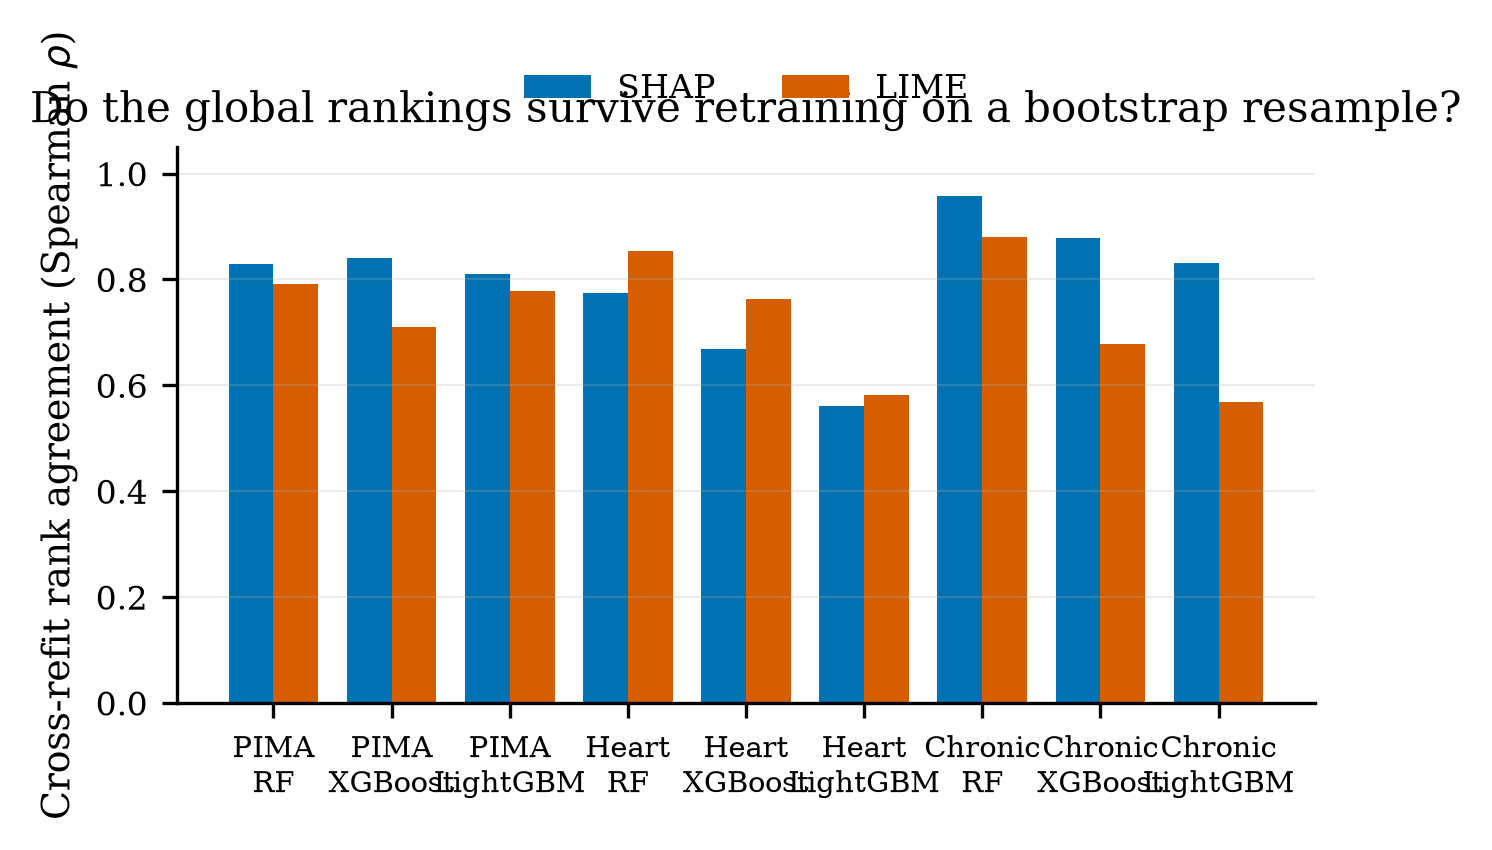 SHAP LIME
Do the global rankings survive retraining on a bootstrap resample?
Cross-refit rank agreement (Spearman ρ)
1.0
0.8
0.6
0.4
0.2
0.0
PIMA PIMA PIMA Heart Heart Heart Chronic Chronic Chronic
RF XGBoost LightGBM RF XGBoost LightGBM RF XGBoost LightGBM